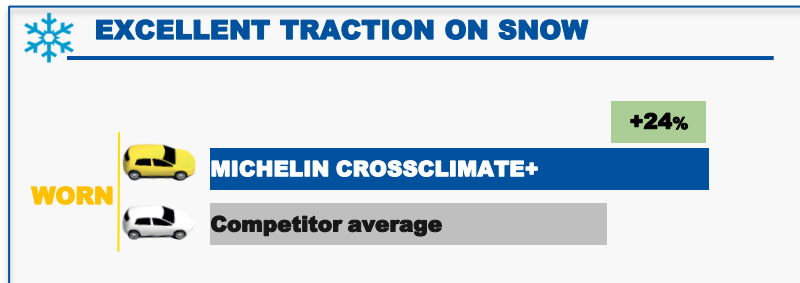 EXCELLENT TRACTION ON SNOW
+24%
MICHELIN CROSSCLIMATE+
WORN
Competitor average